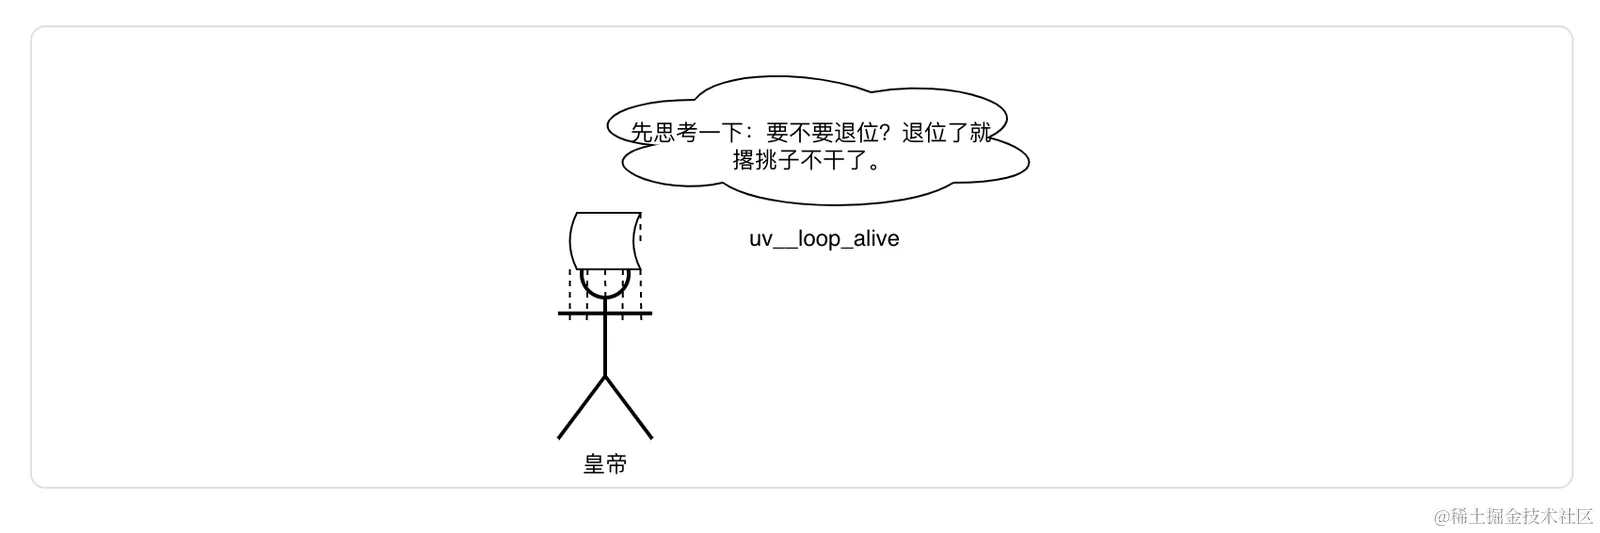 先思考一下：要不要退位？退位了就
撂挑子不干了。
uv__loop_alive
皇帝
@稀土掘金技术社区